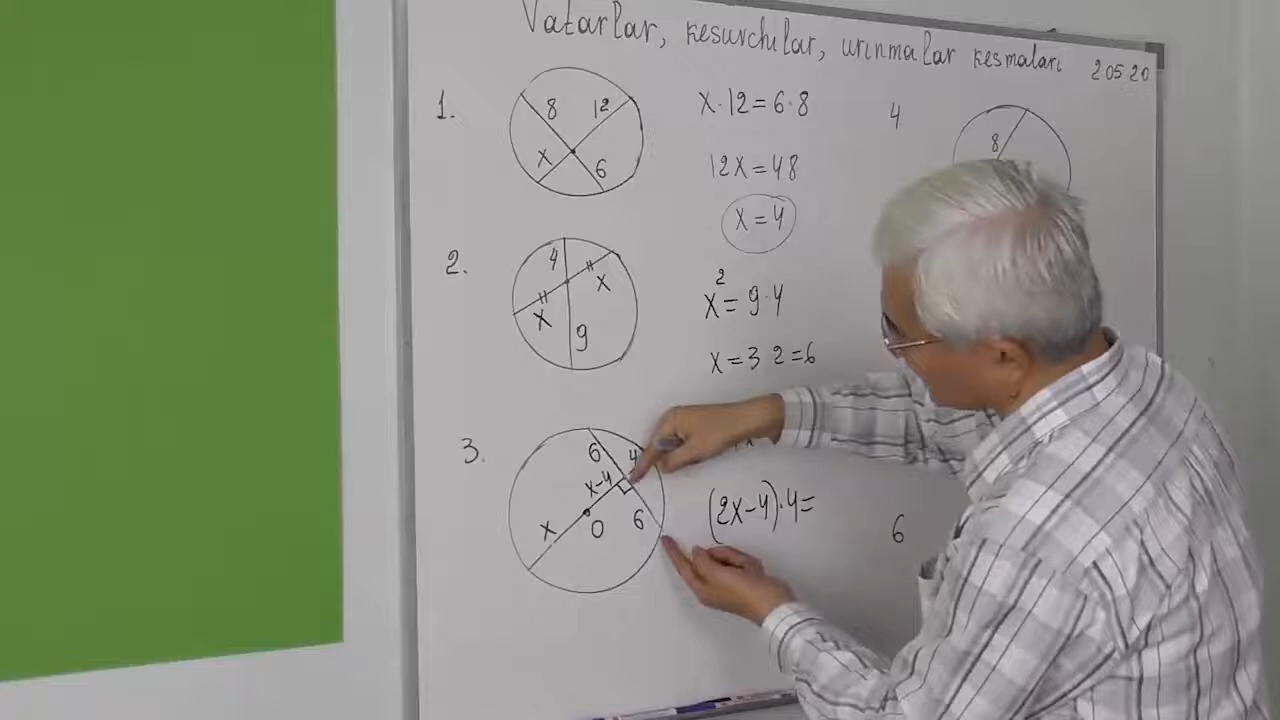 Vatarlar, kesuvchilar, urinmalar kesmalari 2.05.20
1.
8 12
x 6
x·12=6·8
12x=48
x=4
4
8
2.
4
x x
9
x²=9·4
x=3 2=6
3.
6 4
x-4
x O 6
(2x-4)·4=
6